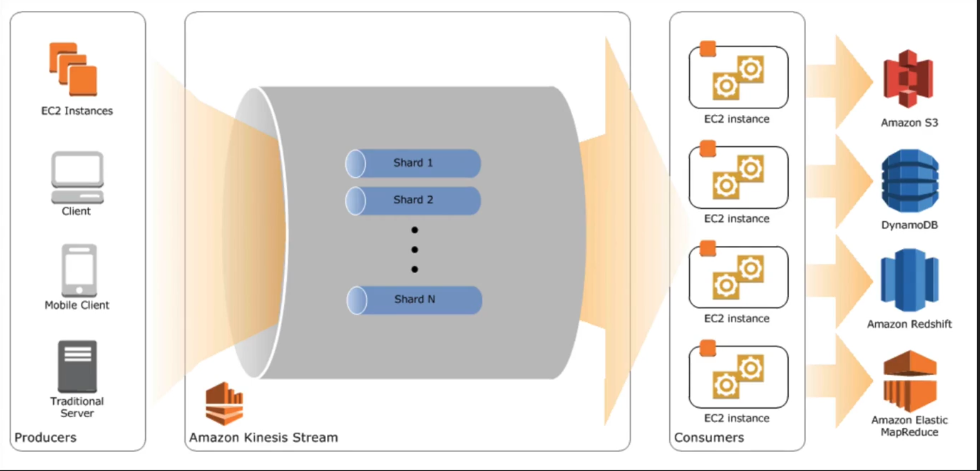 EC2 Instances
Client
Mobile Client
Traditional
Server
Producers
Shard 1
Shard 2
Shard N
Amazon Kinesis Stream
EC2 instance
EC2 instance
EC2 instance
EC2 instance
Consumers
Amazon S3
DynamoDB
Amazon Redshift
Amazon Elastic
MapReduce